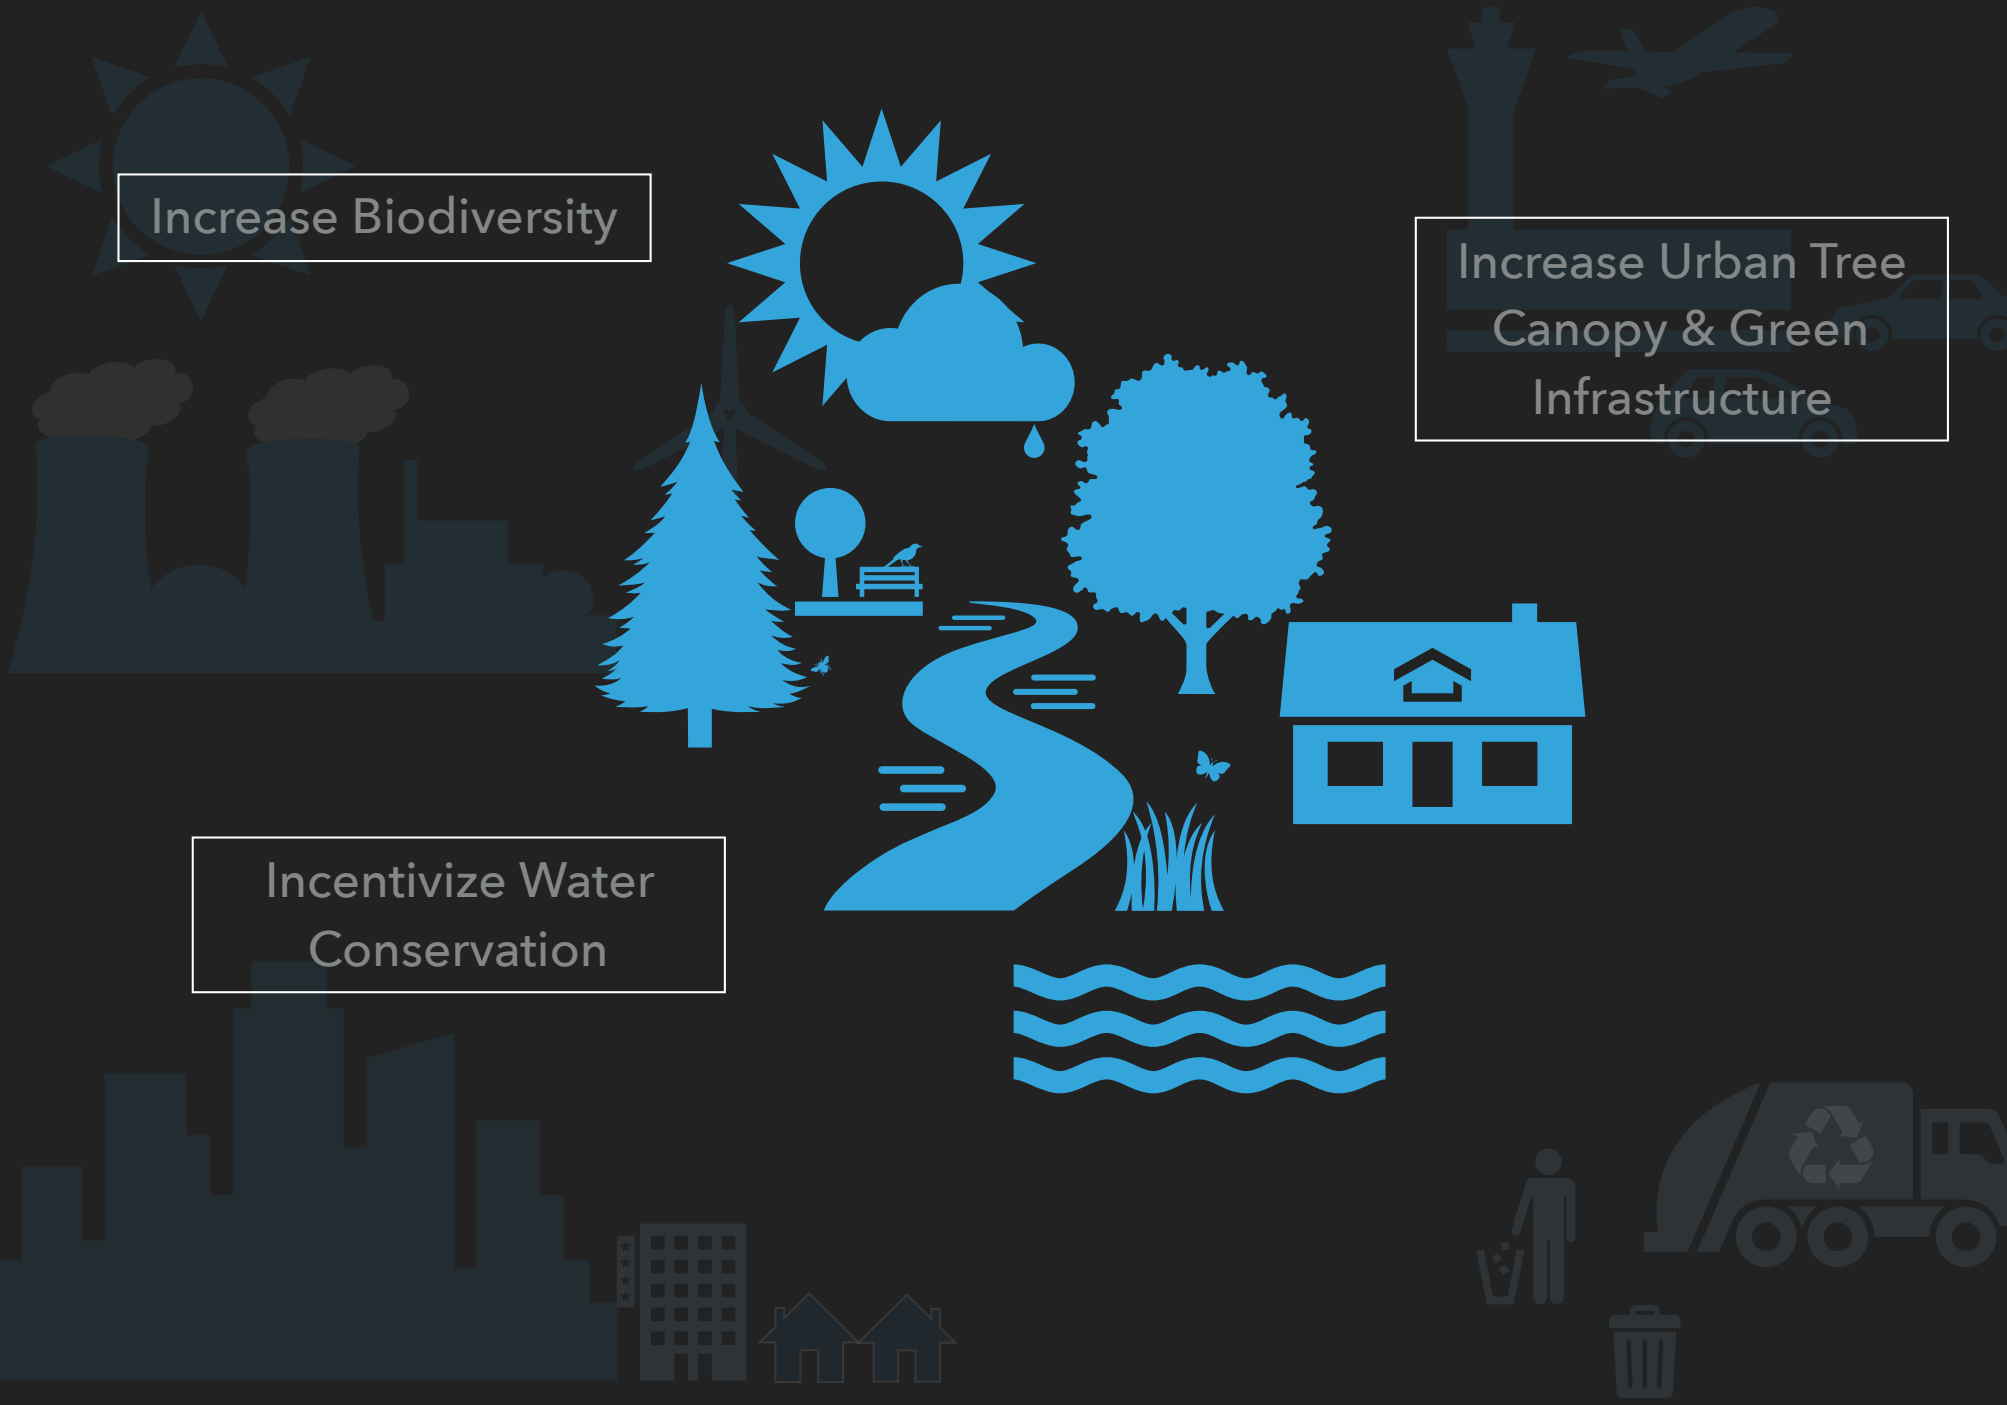 Increase Biodiversity
Increase Urban Tree
Canopy & Green
Infrastructure
Incentivize Water
Conservation